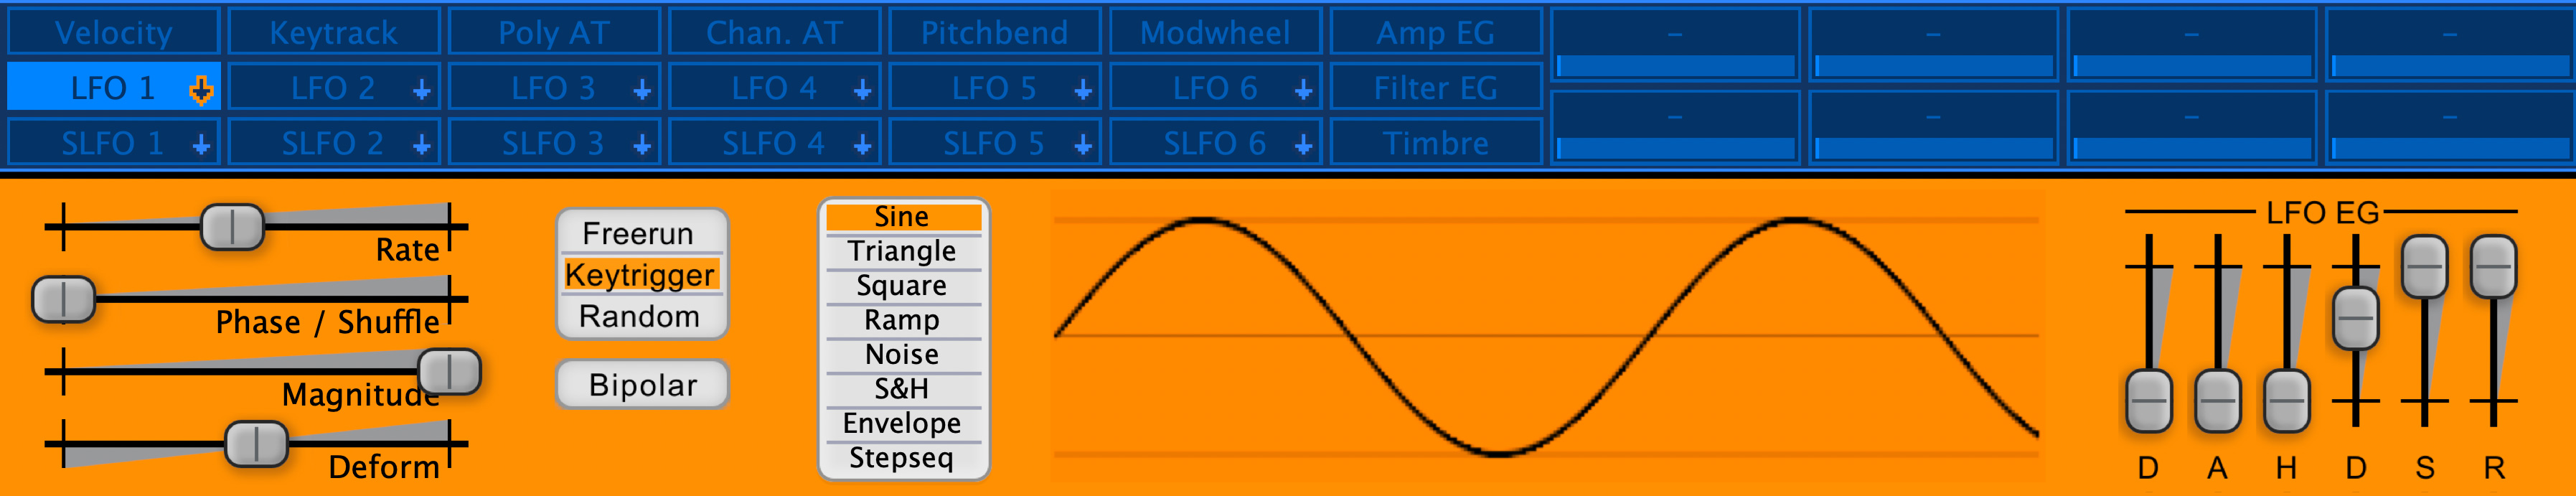 Velocity Keytrack Poly AT Chan. AT Pitchbend Modwheel Amp EG – – – –
LFO 1 LFO 2 LFO 3 LFO 4 LFO 5 LFO 6 Filter EG
– – – –
SLFO 1 SLFO 2 SLFO 3 SLFO 4 SLFO 5 SLFO 6 Timbre
Rate
Phase / Shuffle
Magnitude
Deform
Freerun
Keytrigger
Random
Bipolar
Sine
Triangle
Square
Ramp
Noise
S&H
Envelope
Stepseq
LFO EG
D A H D S R